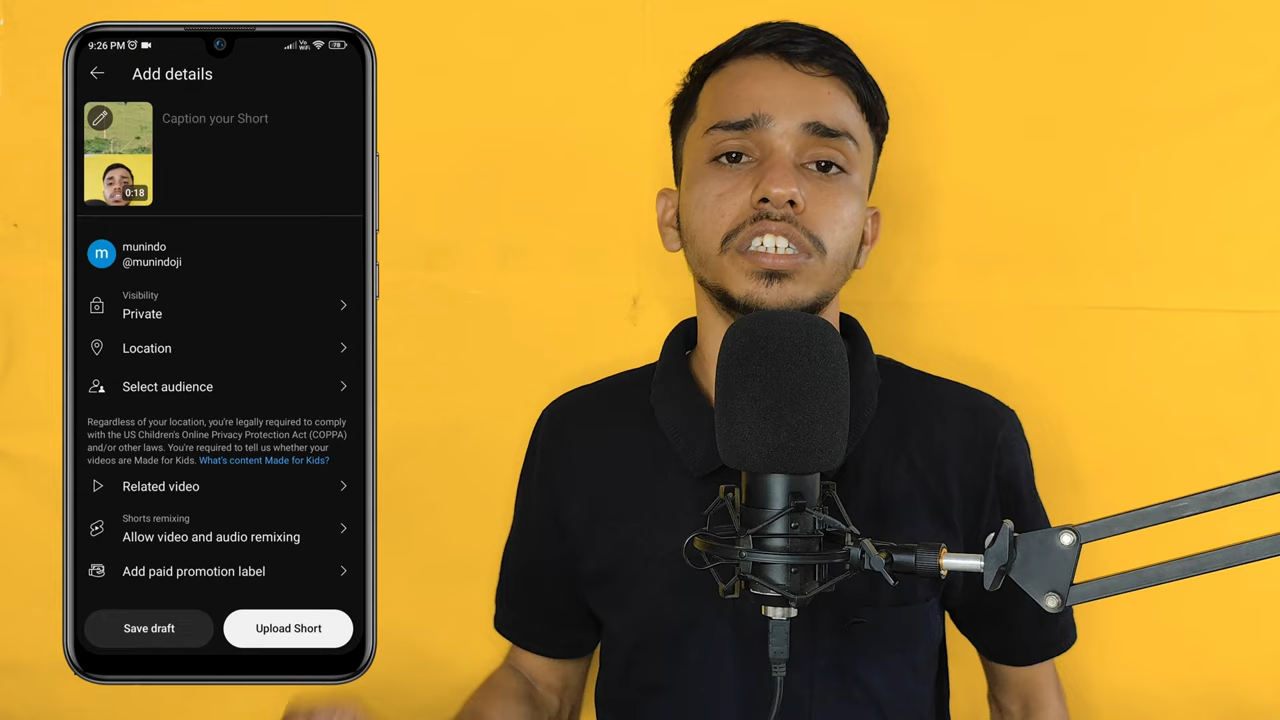 9:26 PM
Vo
WiFi
78
Add details
Caption your Short
0:18
m
munindo
@munindoji
Visibility
Private
Location
Select audience
Regardless of your location, you're legally required to comply
with the US Children's Online Privacy Protection Act (COPPA)
and/or other laws. You're required to tell us whether your
videos are Made for Kids. What's content Made for Kids?
Related video
Shorts remixing
Allow video and audio remixing
Add paid promotion label
Save draft
Upload Short